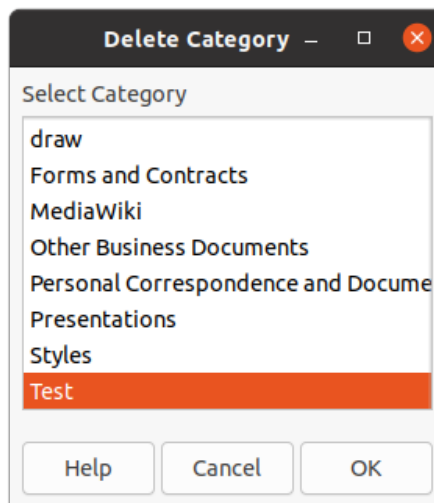 Delete Category
Select Category
draw
Forms and Contracts
MediaWiki
Other Business Documents
Personal Correspondence and Docume
Presentations
Styles
Test
Help Cancel OK